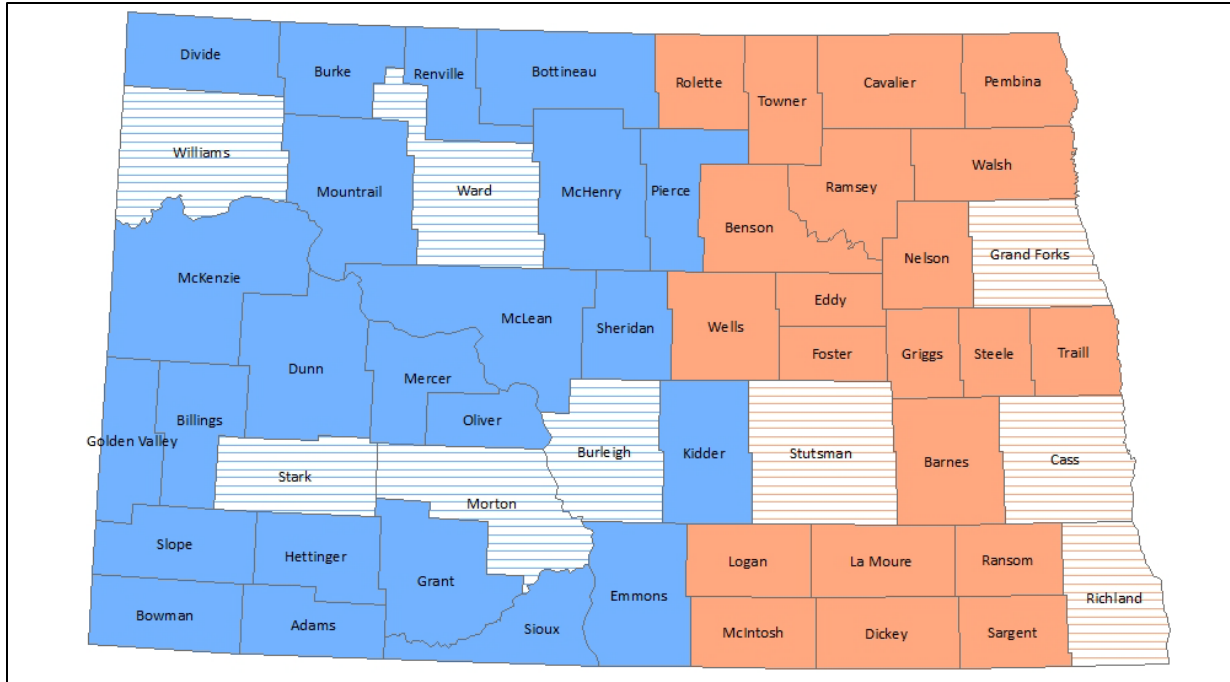 Divide
Burke
Renville
Bottineau
Rolette
Towner
Cavalier
Pembina
Williams
Mountrail
Ward
McHenry
Pierce
Benson
Ramsey
Walsh
Nelson
Grand Forks
McKenzie
Dunn
McLean
Mercer
Oliver
Sheridan
Wells
Eddy
Foster
Griggs
Steele
Traill
Golden Valley
Billings
Stark
Morton
Burleigh
Kidder
Stutsman
Barnes
Cass
Slope
Hettinger
Grant
Emmons
Logan
La Moure
Ransom
Richland
Bowman
Adams
Sioux
McIntosh
Dickey
Sargent